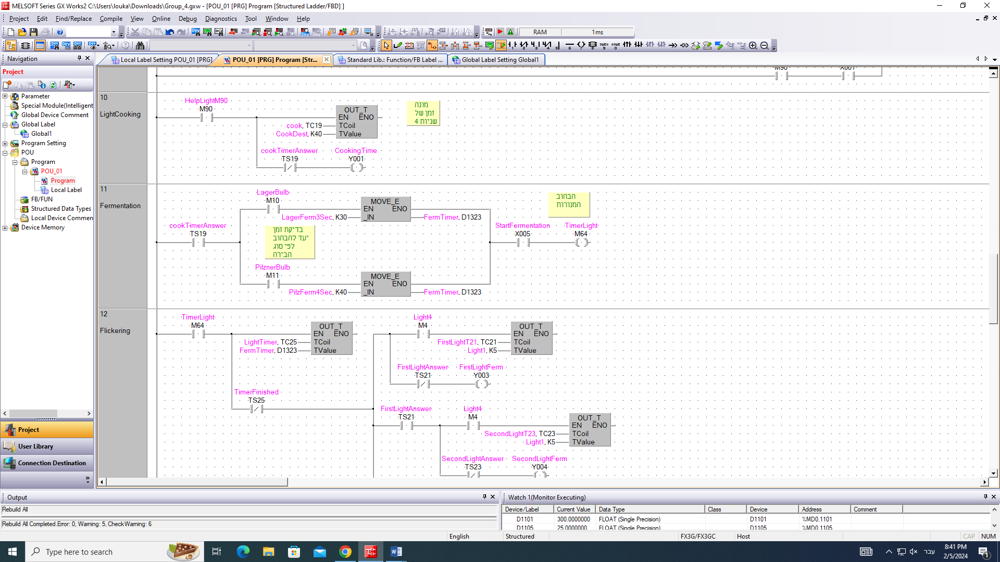 MELSOFT Series GX Works2 C:\Users\louka\Downloads\Group_4.gxw - [POU_01 [PRG] Program [Structured Ladder/FBD] ]
Project Edit Find/Replace Compile View Online Debug Diagnostics Tool Window Help
RAM 1ms
Navigation
Local Label Setting POU_01 [PRG]
POU_01 [PRG] Program [Str...
Standard Lib.: Function/FB Label ...
Global Label Setting Global1
Project
Parameter
Special Module(Intelligent
Global Device Comment
Global Label
Global1
Program Setting
POU
Program
POU_01
Program
Local Label
FB/FUN
Structured Data Types
Local Device Commen
Device Memory
Project
User Library
Connection Destination
M90 X001
10
LightCooking
HelpLightM90
M90
OUT_T
EN ENO
cook, TC19 TCoil
CookDest, K40 TValue
מונה
זמן של
4 שניות
cookTimerAnswer CookingTime
TS19 Y001
11
Fermentation
LagerBulb
M10
MOVE_E
EN ENO
LagerFerm3Sec, K30 _IN FermTimer, D1323
הבהוב
המנורות
cookTimerAnswer
TS19
בדיקת זמן
יעד להבהוב
לפי סוג
הבירה
StartFermentation TimerLight
X005 M64
PilznerBulb
M11
MOVE_E
EN ENO
PilzFerm4Sec, K40 _IN FermTimer, D1323
12
Flickering
TimerLight
M64
OUT_T
EN ENO
LightTimer, TC25 TCoil
FermTimer, D1323 TValue
Light4
M4
OUT_T
EN ENO
FirstLightT21, TC21 TCoil
Light1, K5 TValue
FirstLightAnswer FirstLightFerm
TS21 Y003
TimerFinished
TS25
FirstLightAnswer Light4
TS21 M4
OUT_T
EN ENO
SecondLightT23, TC23 TCoil
Light1, K5 TValue
SecondLightAnswer SecondLightFerm
TS23 Y004
Output
Rebuild All
Rebuild All Completed.Error: 0, Warning: 5, CheckWarning: 6
Watch 1(Monitor Executing)
Device/Label Current Value Data Type Class Device Address Comment
D1101 300.0000000 FLOAT (Single Precision) D1101 %MD0.1101
D1105 25.0000000 FLOAT (Single Precision) D1105 %MD0.1105
English Structured FX3G/FX3GC Host CAP NUM
Type here to search
עבר
8:41 PM
2/5/2024
1